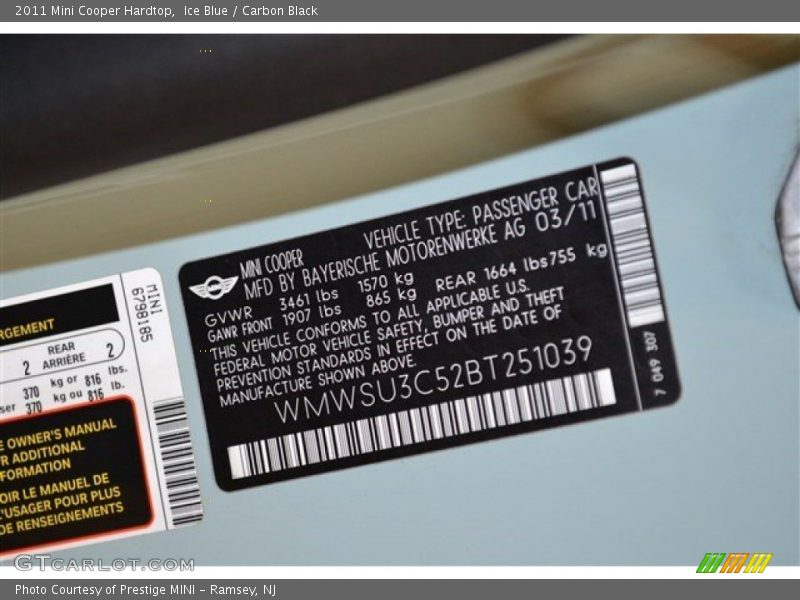 2011 Mini Cooper Hardtop, Ice Blue / Carbon Black
MINI COOPER VEHICLE TYPE: PASSENGER CAR
MFD BY BAYERISCHE MOTORENWERKE AG 03/11
GVWR 3461 lbs 1570 kg
GAWR FRONT 1907 lbs 865 kg REAR 1664 lbs 755 kg
THIS VEHICLE CONFORMS TO ALL APPLICABLE U.S.
FEDERAL MOTOR VEHICLE SAFETY, BUMPER AND THEFT
PREVENTION STANDARDS IN EFFECT ON THE DATE OF
MANUFACTURE SHOWN ABOVE.
WMWSU3C52BT251039
7 049 307
MINI
6798185
RGEMENT
2 REAR 2
ARRIÈRE
370 kg or 816 lbs.
ser 370 kg ou 816 lb.
E OWNER'S MANUAL
R ADDITIONAL
FORMATION
OIR LE MANUEL DE
L'USAGER POUR PLUS
DE RENSEIGNEMENTS
GTcarlot.com
Photo Courtesy of Prestige MINI - Ramsey, NJ